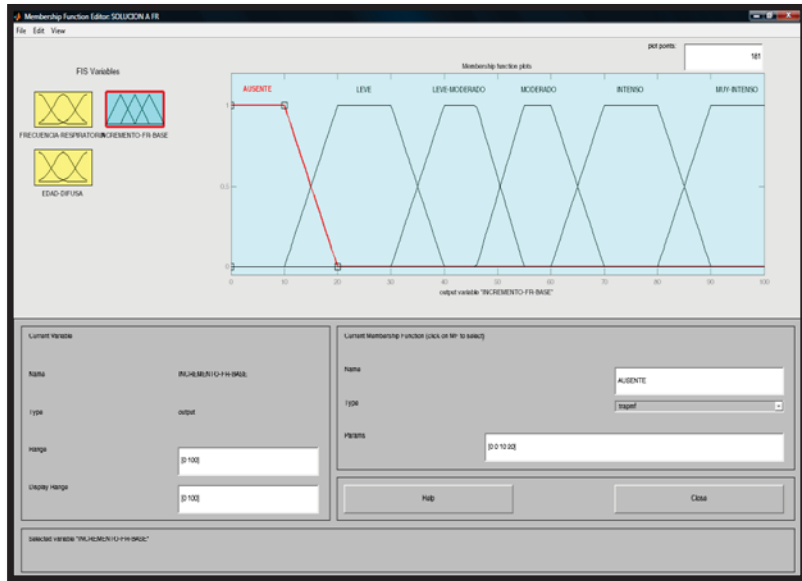 Membership Function Editor: SOLUCION A FR
File Edit View
FIS Variables
FRECUENCIA-RESPIRATORIA
INCREMENTO-FR-BASE
EDAD-DIFUSA
plot points:
181
Membership function plots
AUSENTE LEVE LEVE-MODERADO MODERADO INTENSO MUY-INTENSO
1
0.5
0
0 10 20 30 40 50 60 70 80 90 100
output variable "INCREMENTO-FR-BASE"
Current Variable
Name INCREMENTO-FR-BASE
Type output
Range [0 100]
Display Range [0 100]
Current Membership Function (click on MF to select)
Name AUSENTE
Type trapmf
Params [0 0 10 20]
Help Close
Selected variable "INCREMENTO-FR-BASE"